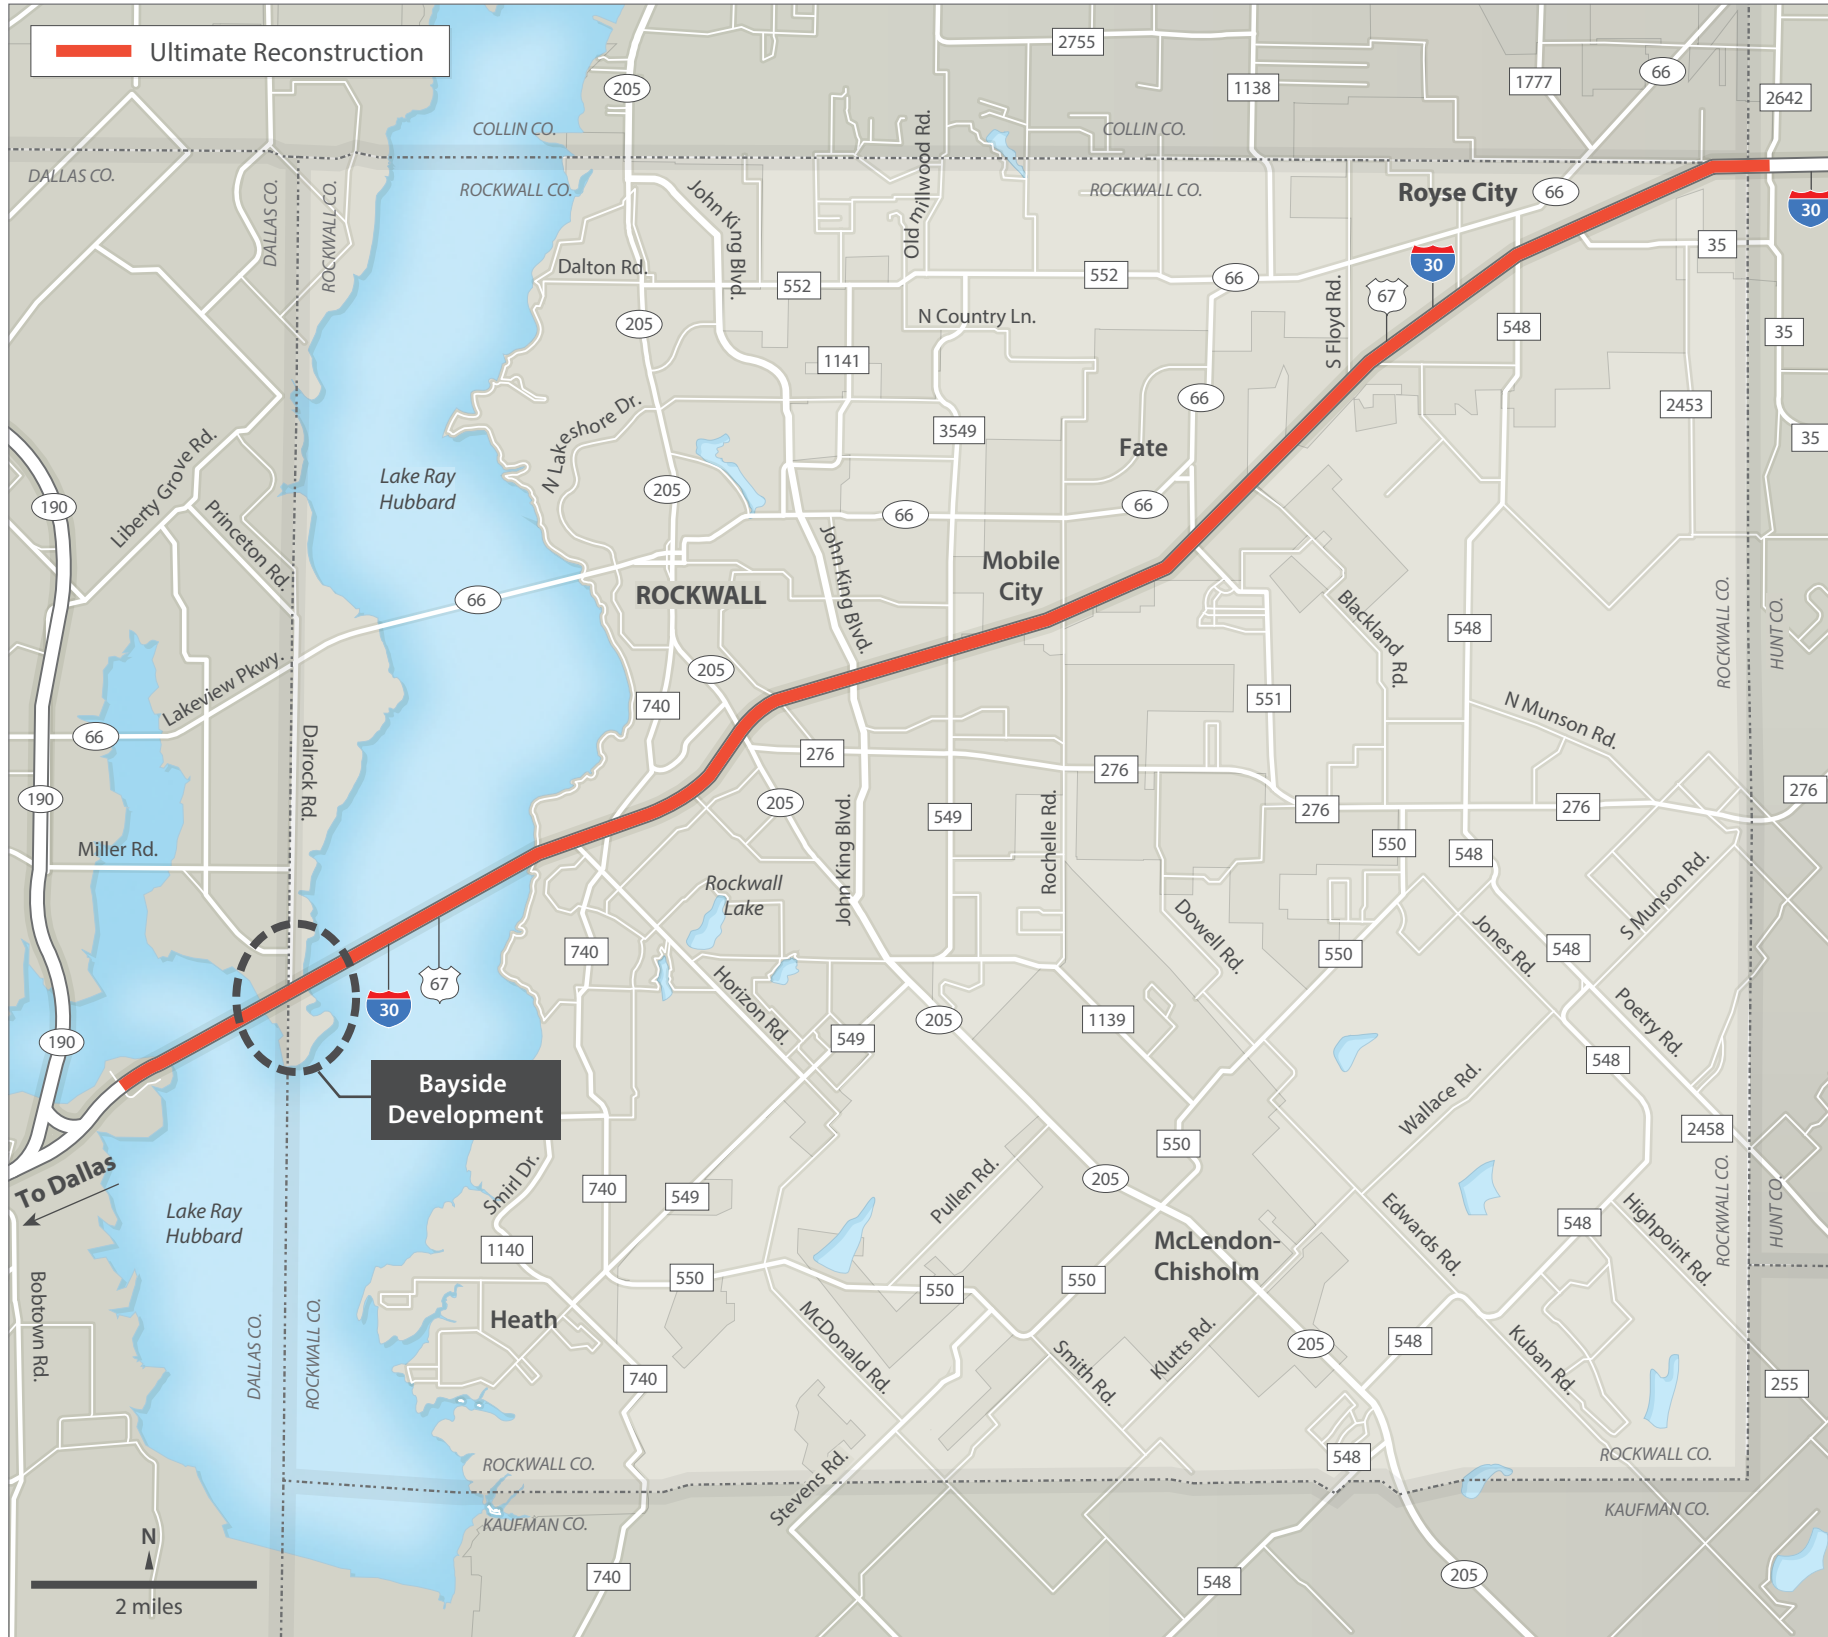 Ultimate Reconstruction
2755
66
205
1138
1777
2642
COLLIN CO.
COLLIN CO.
DALLAS CO.
DALLAS CO.
ROCKWALL CO.
ROCKWALL CO.
ROCKWALL CO.
John King Blvd.
Old millwood Rd.
Royse City
66
30
35
30
Dalton Rd.
552
552
66
67
S Floyd Rd.
205
N Country Ln.
548
35
1141
66
2453
N Lakeshore Dr.
3549
Fate
35
Liberty Grove Rd.
Lake Ray
Hubbard
190
205
66
66
Princeton Rd.
John King Blvd.
Mobile
City
66
ROCKWALL
Blackland Rd.
548
ROCKWALL CO.
HUNT CO.
205
Lakeview Pkwy.
740
551
N Munson Rd.
66
Dalrock Rd.
276
276
276
276
276
190
205
John King Blvd.
549
Rochelle Rd.
550
548
Miller Rd.
Rockwall
Lake
S Munson Rd.
Dowell Rd.
Jones Rd.
740
550
548
67
30
Horizon Rd.
Poetry Rd.
190
549
205
1139
548
Bayside
Development
Wallace Rd.
550
2458
To Dallas
Smirl Dr.
740
549
Pullen Rd.
205
Lake Ray
Hubbard
Edwards Rd.
548
Highpoint Rd.
ROCKWALL CO.
HUNT CO.
1140
McLendon-
Chisholm
550
550
550
Bobtown Rd.
Heath
DALLAS CO.
ROCKWALL CO.
McDonald Rd.
Smith Rd.
Klutts Rd.
205
548
Kuban Rd.
740
255
ROCKWALL CO.
Stevens Rd.
548
ROCKWALL CO.
KAUFMAN CO.
KAUFMAN CO.
N
740
548
205
2 miles